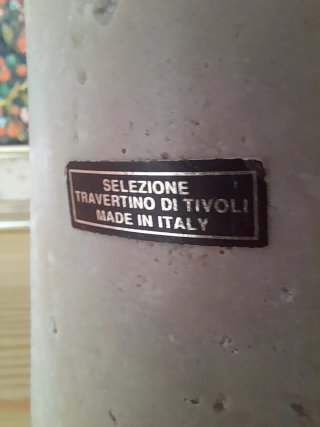 SELEZIONE
TRAVERTINO DI TIVOLI
MADE IN ITALY